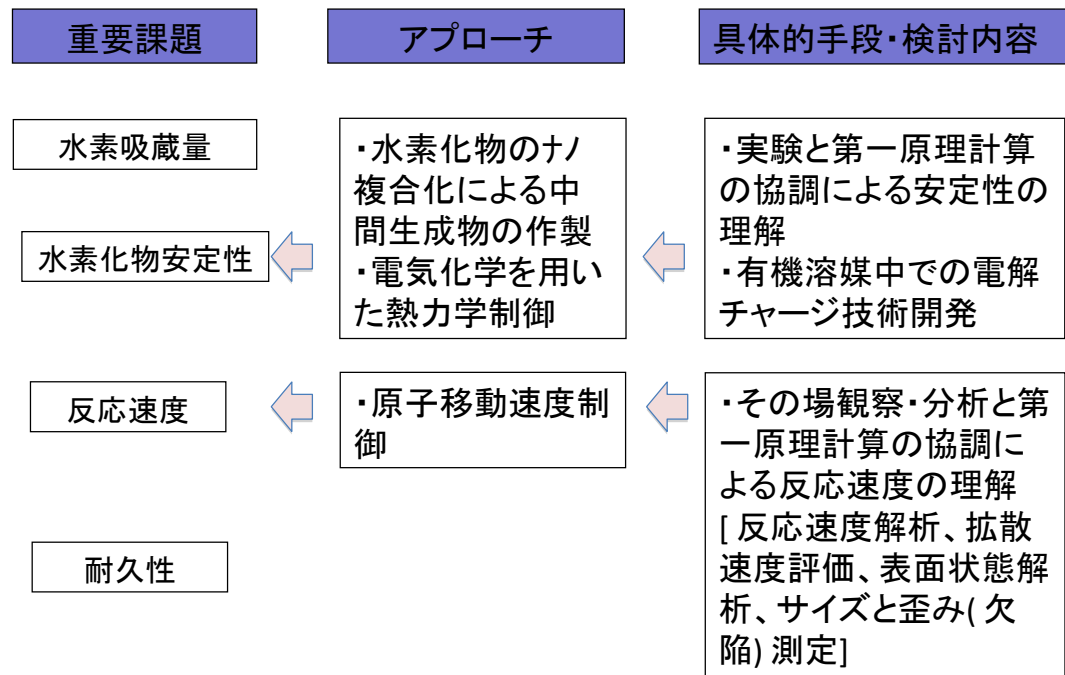 重要課題
アプローチ
具体的手段・検討内容
水素吸蔵量
水素化物安定性
・水素化物のナノ
複合化による中
間生成物の作製
・電気化学を用い
た熱力学制御
・実験と第一原理計算
の協調による安定性の
理解
・有機溶媒中での電解
チャージ技術開発
反応速度
・原子移動速度制
御
・その場観察・分析と第
一原理計算の協調に
よる反応速度の理解
[ 反応速度解析、拡散
速度評価、表面状態解
析、サイズと歪み( 欠
陥) 測定]
耐久性